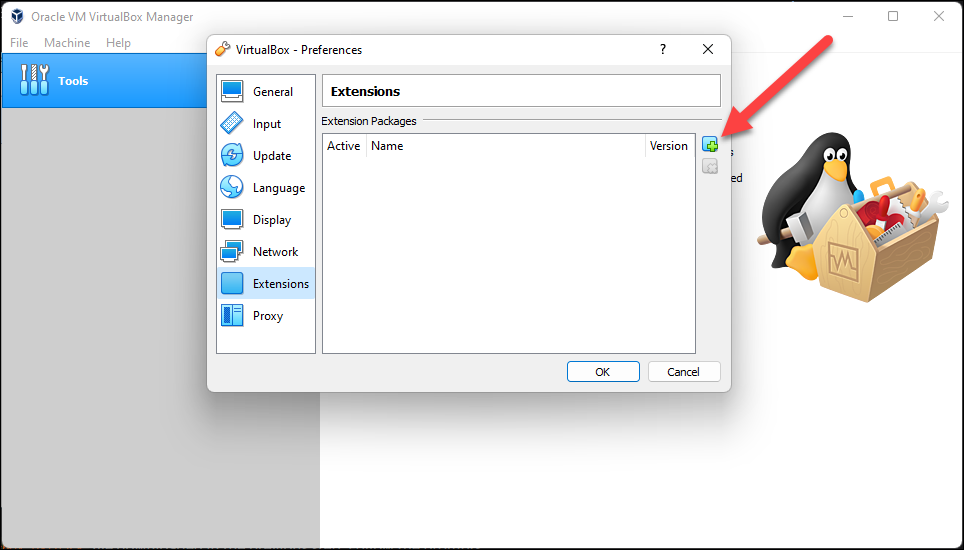 Oracle VM VirtualBox Manager
File Machine Help
Tools
VirtualBox - Preferences
?
General
Input
Update
Language
Display
Network
Extensions
Proxy
Extensions
Extension Packages
Active Name Version
s
ed
OK Cancel